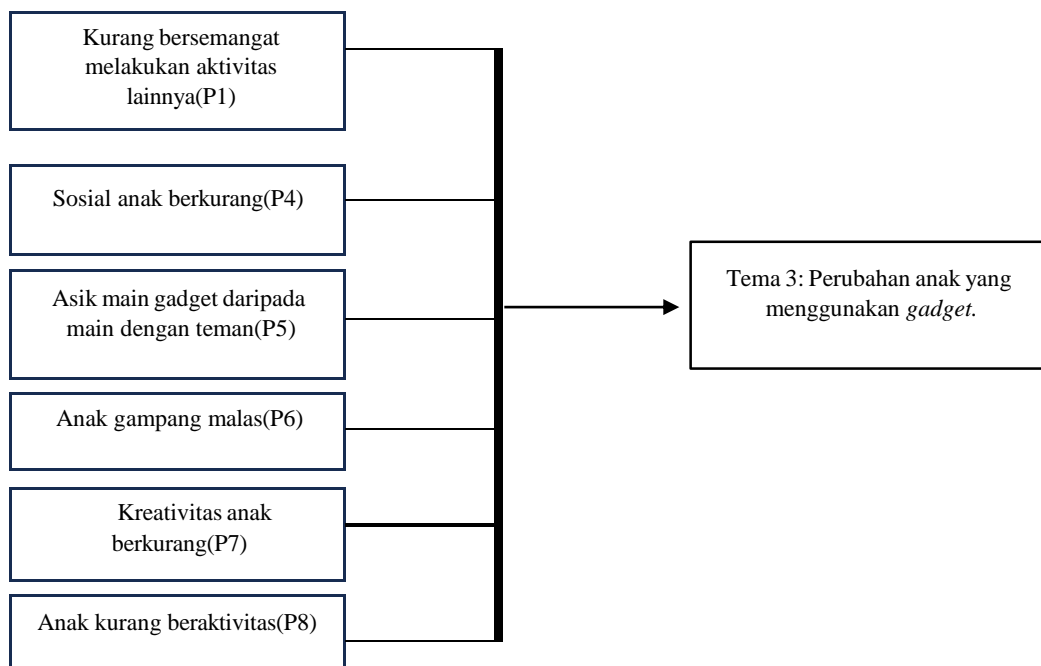 Kurang bersemangat
melakukan aktivitas
lainnya(P1)
Sosial anak berkurang(P4)
Asik main gadget daripada
main dengan teman(P5)
Anak gampang malas(P6)
Kreativitas anak
berkurang(P7)
Anak kurang beraktivitas(P8)
Tema 3: Perubahan anak yang
menggunakan gadget.